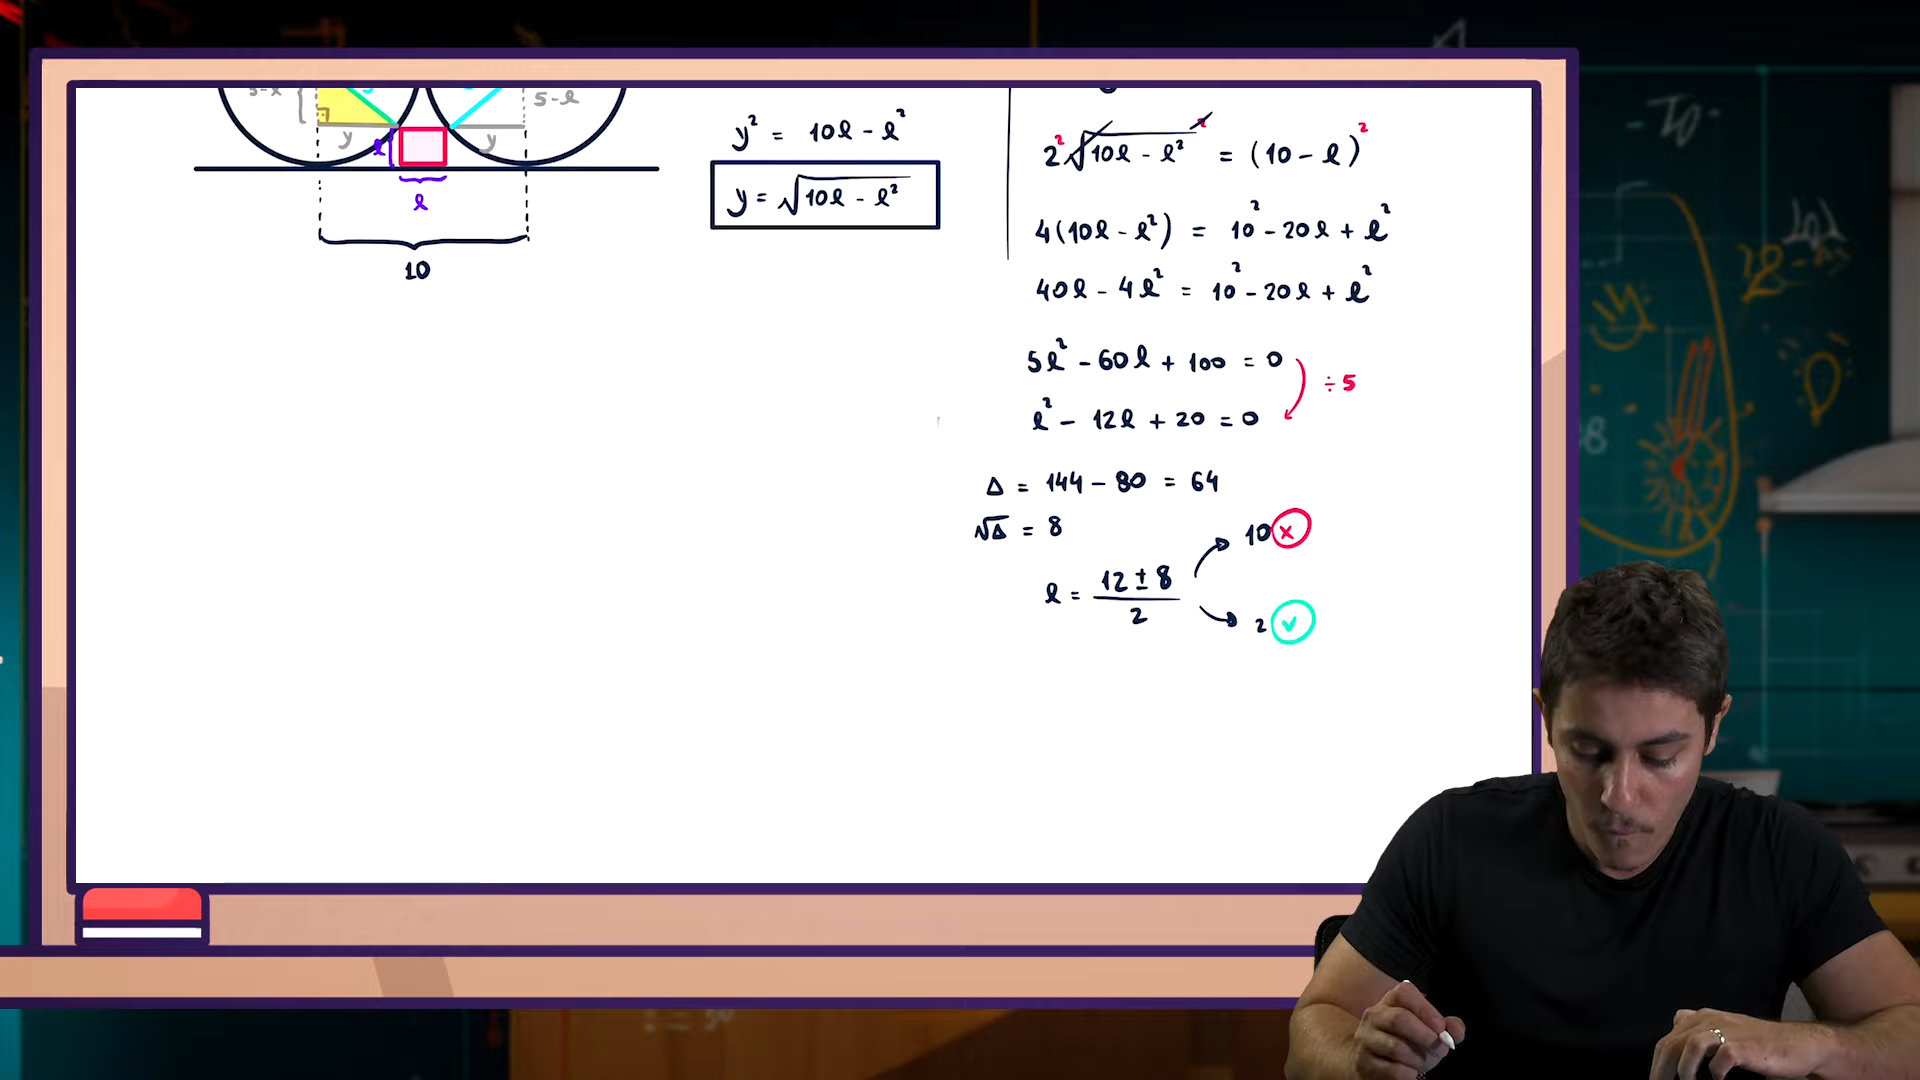 5-l
5-l
y
l
y
l
10
y² = 10l - l²
y = √10l - l²
2² √10l - l² ² = (10 - l)²
4(10l - l²) = 10² - 20l + l²
40l - 4l² = 10² - 20l + l²
5l² - 60l + 100 = 0
÷5
l² - 12l + 20 = 0
Δ = 144 - 80 = 64
√Δ = 8
10 x
l = 12 ± 8 / 2
2 ✓